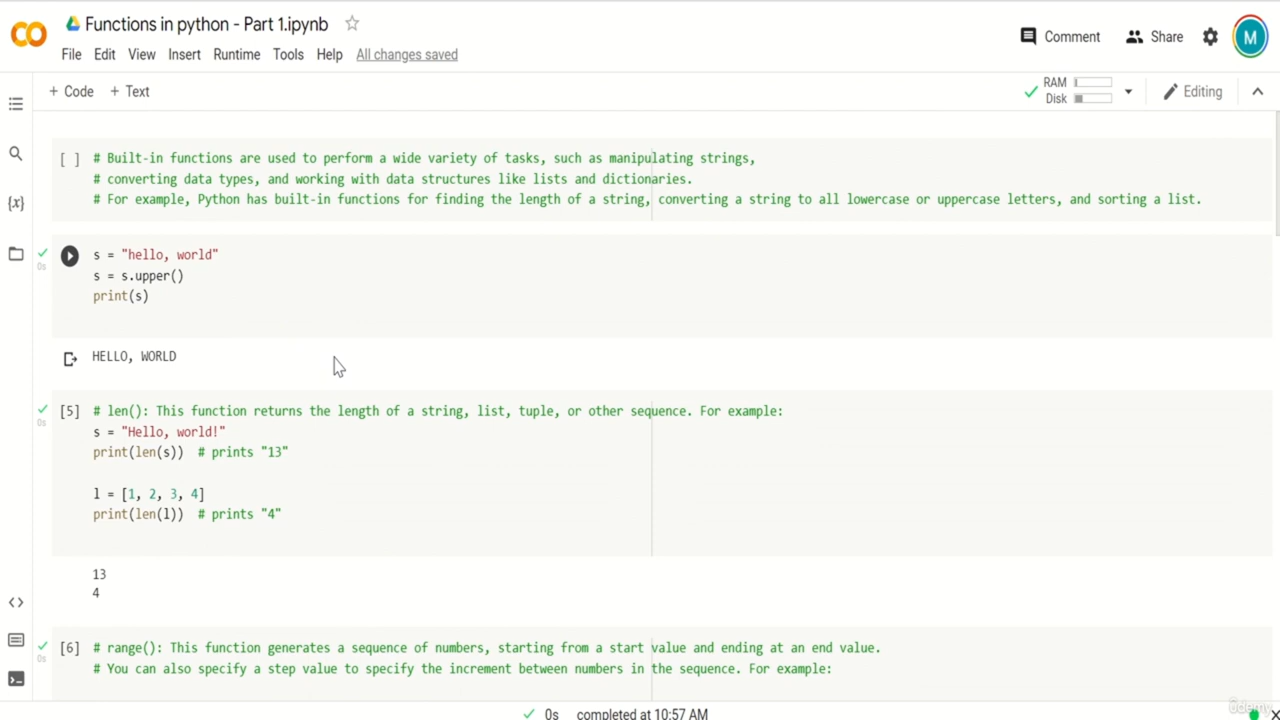 Functions in python - Part 1.ipynb
File Edit View Insert Runtime Tools Help All changes saved
Comment Share M
+ Code + Text
RAM
Disk
Editing
[ ] # Built-in functions are used to perform a wide variety of tasks, such as manipulating strings,
# converting data types, and working with data structures like lists and dictionaries.
# For example, Python has built-in functions for finding the length of a string, converting a string to all lowercase or uppercase letters, and sorting a list.
0s
s = "hello, world"
s = s.upper()
print(s)
HELLO, WORLD
0s
[5] # len(): This function returns the length of a string, list, tuple, or other sequence. For example:
s = "Hello, world!"
print(len(s)) # prints "13"
l = [1, 2, 3, 4]
print(len(l)) # prints "4"
13
4
0s
[6] # range(): This function generates a sequence of numbers, starting from a start value and ending at an end value.
# You can also specify a step value to specify the increment between numbers in the sequence. For example:
0s completed at 10:57 AM
udemy